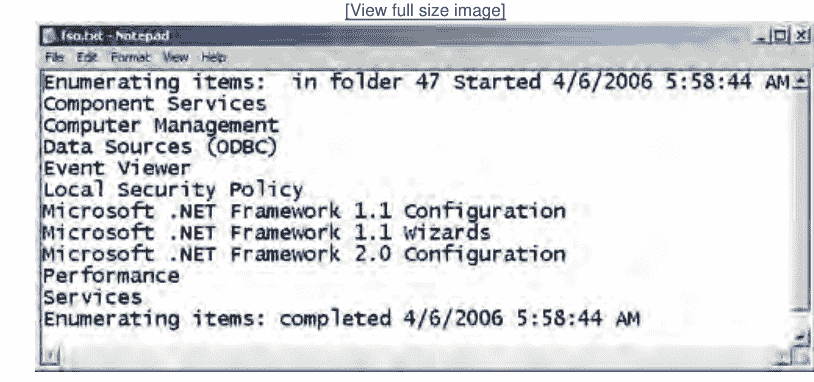 [View full size image]
fso.txt - Notepad
File Edit Format View Help
Enumerating items:  in folder 47 Started 4/6/2006 5:58:44 AM
Component Services
Computer Management
Data Sources (ODBC)
Event Viewer
Local Security Policy
Microsoft .NET Framework 1.1 Configuration
Microsoft .NET Framework 1.1 Wizards
Microsoft .NET Framework 2.0 Configuration
Performance
Services
Enumerating items: completed 4/6/2006 5:58:44 AM